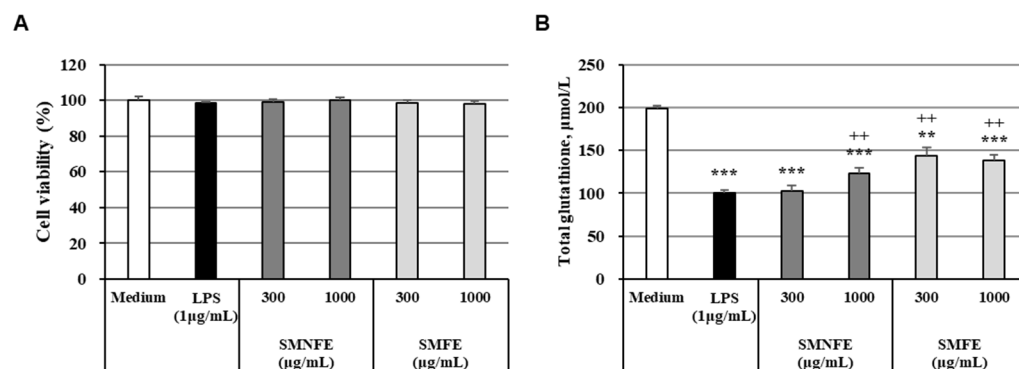 A
Cell viability (%)
120
100
80
60
40
20
0
Medium
LPS
(1µg/mL)
300
1000
300
1000
SMNFE
(µg/mL)
SMFE
(µg/mL)
B
Total glutathione, µmol/L
250
200
150
100
50
0
***
***
++
***
++
**
++
***
Medium
LPS
(1µg/mL)
300
1000
300
1000
SMNFE
(µg/mL)
SMFE
(µg/mL)